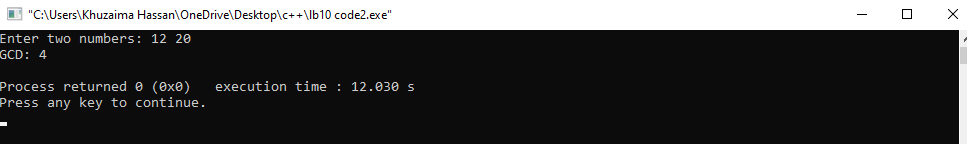 "C:\Users\Khuzaima Hassan\OneDrive\Desktop\c++\lb10 code2.exe"
Enter two numbers: 12 20
GCD: 4
Process returned 0 (0x0)   execution time : 12.030 s
Press any key to continue.